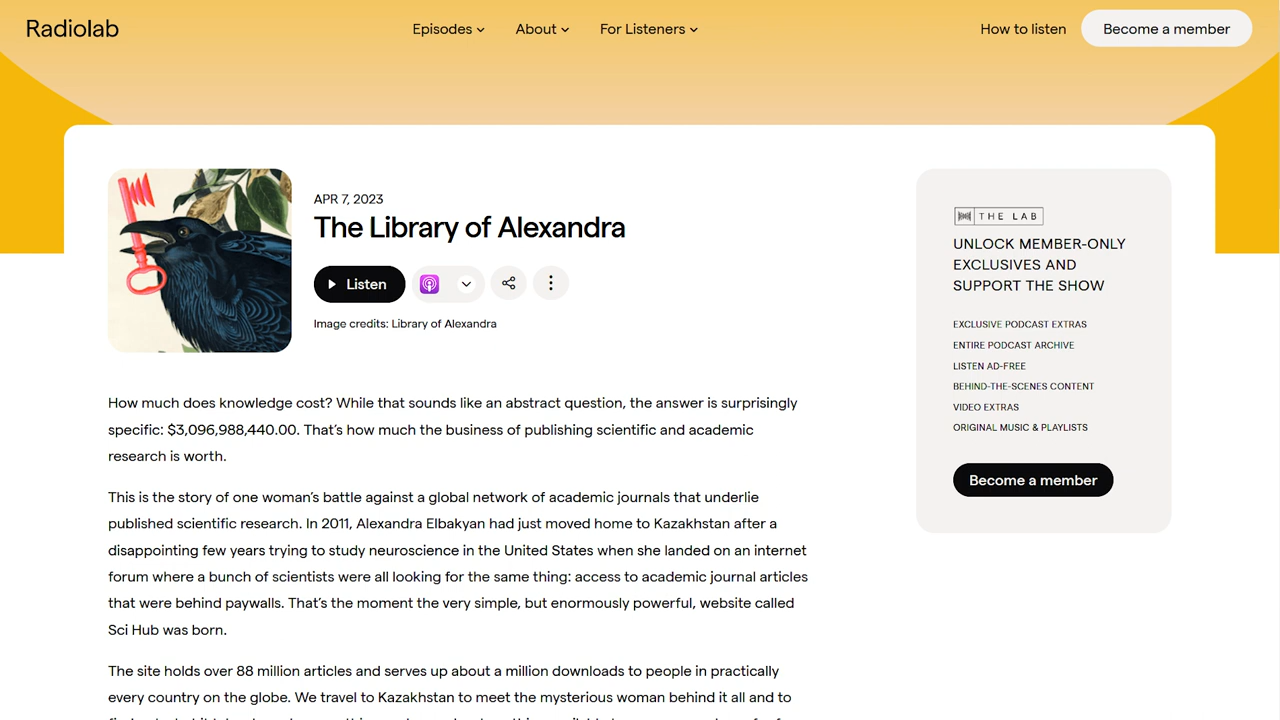 Radiolab
Episodes
About
For Listeners
How to listen
Become a member
APR 7, 2023
The Library of Alexandra
Listen
Image credits: Library of Alexandra
How much does knowledge cost? While that sounds like an abstract question, the answer is surprisingly
specific: $3,096,988,440.00. That’s how much the business of publishing scientific and academic
research is worth.
This is the story of one woman’s battle against a global network of academic journals that underlie
published scientific research. In 2011, Alexandra Elbakyan had just moved home to Kazakhstan after a
disappointing few years trying to study neuroscience in the United States when she landed on an internet
forum where a bunch of scientists were all looking for the same thing: access to academic journal articles
that were behind paywalls. That’s the moment the very simple, but enormously powerful, website called
Sci Hub was born.
The site holds over 88 million articles and serves up about a million downloads to people in practically
every country on the globe. We travel to Kazakhstan to meet the mysterious woman behind it all and to
THE LAB
UNLOCK MEMBER-ONLY
EXCLUSIVES AND
SUPPORT THE SHOW
EXCLUSIVE PODCAST EXTRAS
ENTIRE PODCAST ARCHIVE
LISTEN AD-FREE
BEHIND-THE-SCENES CONTENT
VIDEO EXTRAS
ORIGINAL MUSIC & PLAYLISTS
Become a member